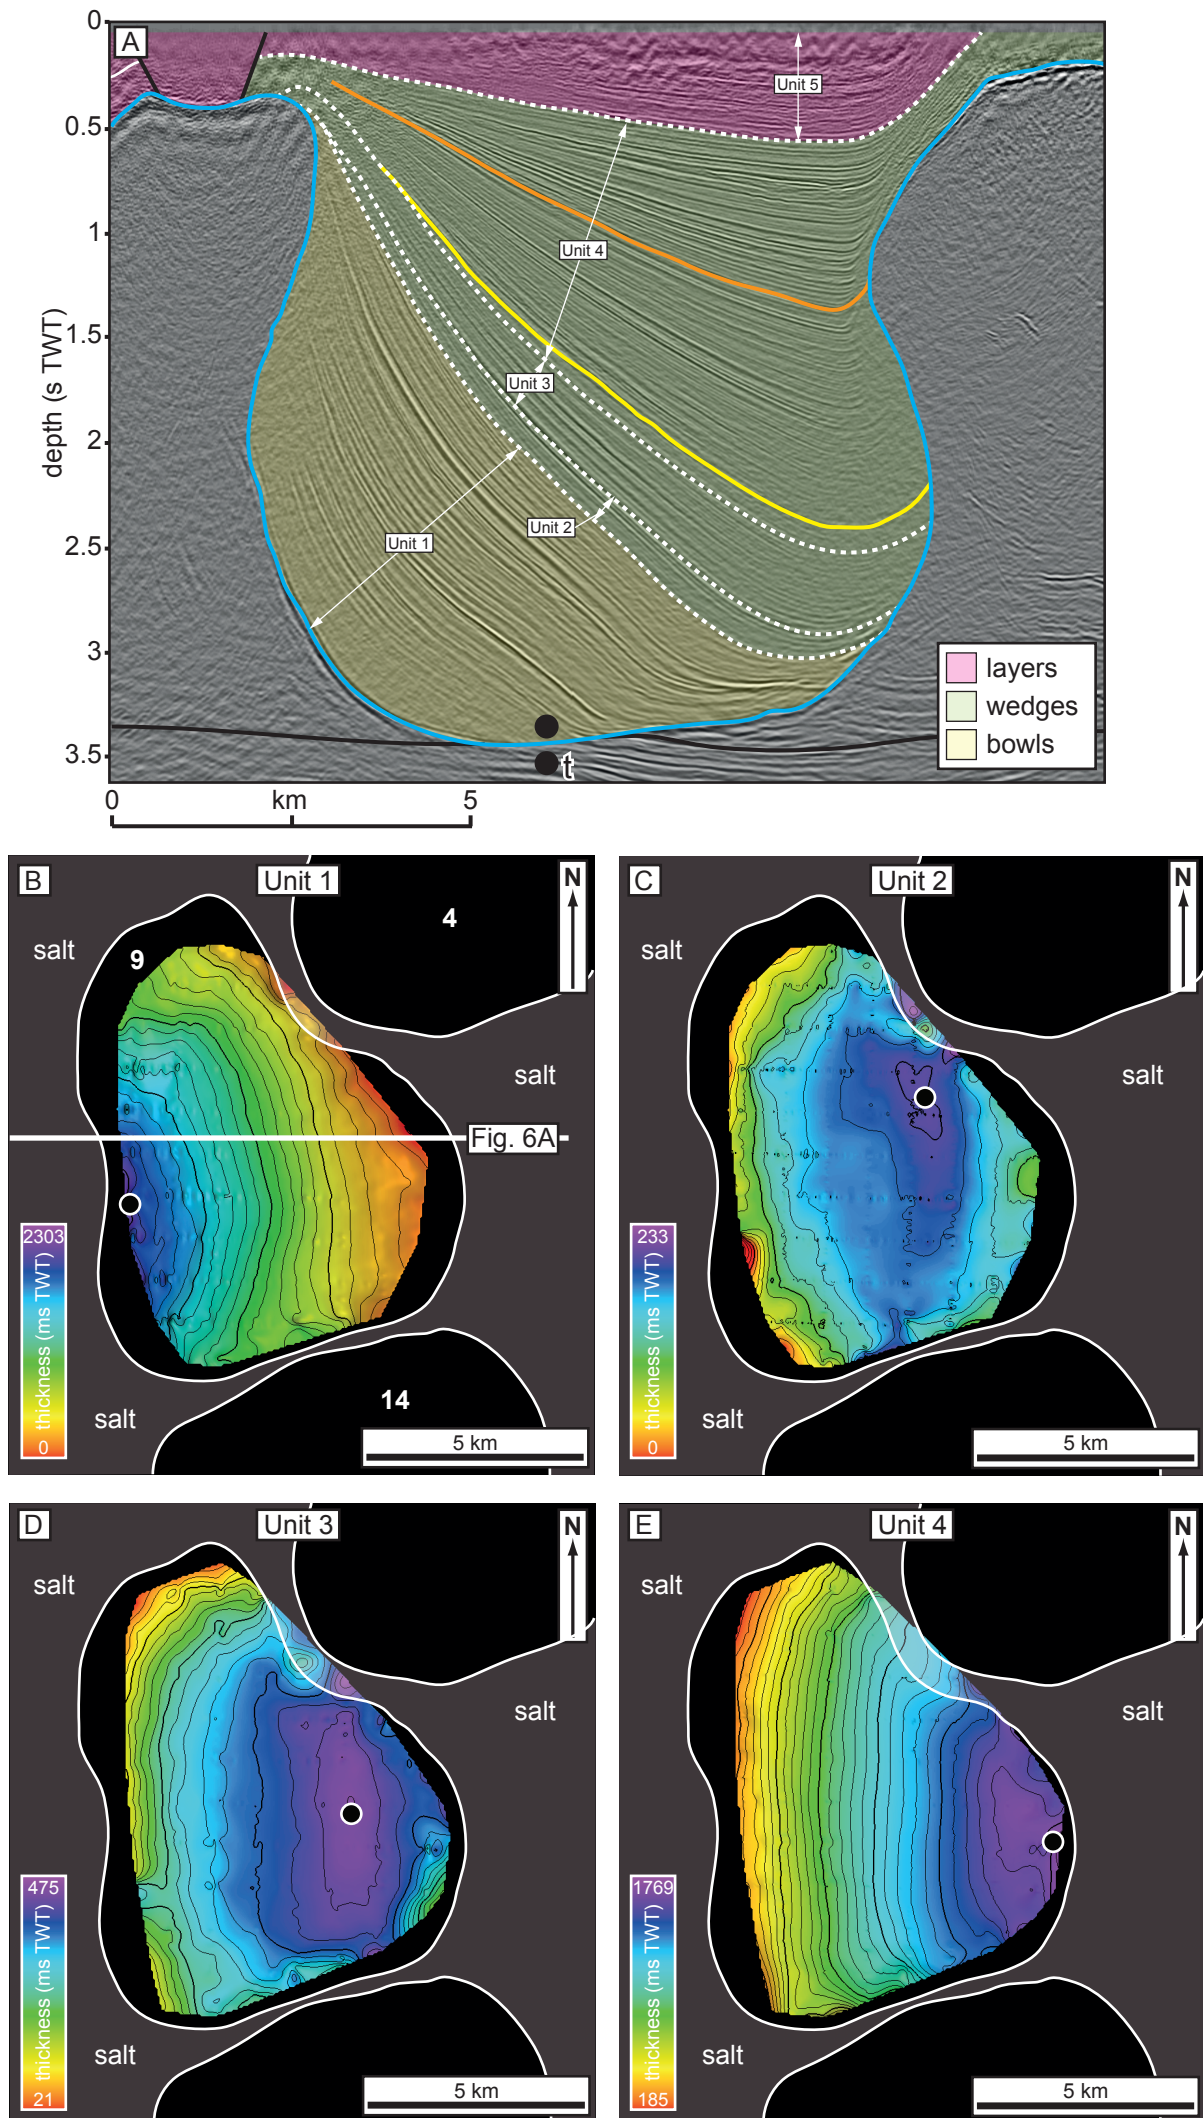 A
0
0.5
1
1.5
2
2.5
3
3.5
depth (s TWT)
Unit 5
Unit 4
Unit 3
Unit 2
Unit 1
layers
wedges
bowls
t
0 km 5
B
Unit 1
N
4
salt
9
salt
Fig. 6A
2303
thickness (ms TWT)
0
14
salt
5 km
C
Unit 2
N
salt
salt
233
thickness (ms TWT)
0
salt
5 km
D
Unit 3
N
salt
salt
475
thickness (ms TWT)
21
salt
5 km
E
Unit 4
N
salt
salt
1769
thickness (ms TWT)
185
salt
5 km